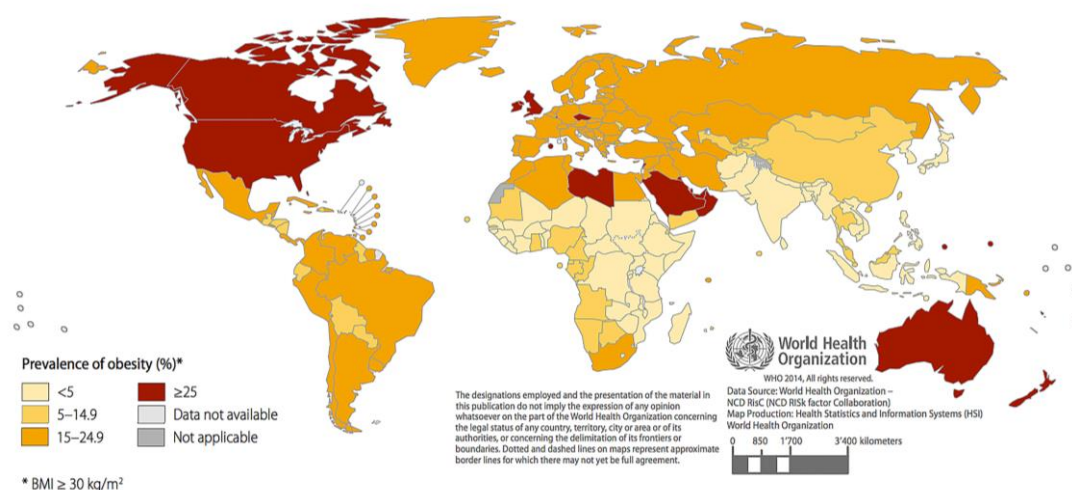 Prevalence of obesity (%)*
<5
5–14.9
15–24.9
≥25
Data not available
Not applicable
* BMI ≥ 30 kg/m²
The designations employed and the presentation of the material in
this publication do not imply the expression of any opinion
whatsoever on the part of the World Health Organization concerning
the legal status of any country, territory, city or area or of its
authorities, or concerning the delimitation of its frontiers or
boundaries. Dotted and dashed lines on maps represent approximate
border lines for which there may not yet be full agreement.
World Health
Organization
WHO 2014, All rights reserved.
Data Source: World Health Organization –
NCD RisC (NCD RISk factor Collaboration)
Map Production: Health Statistics and Information Systems (HSI)
World Health Organization
0 850 1'700 3'400 kilometers